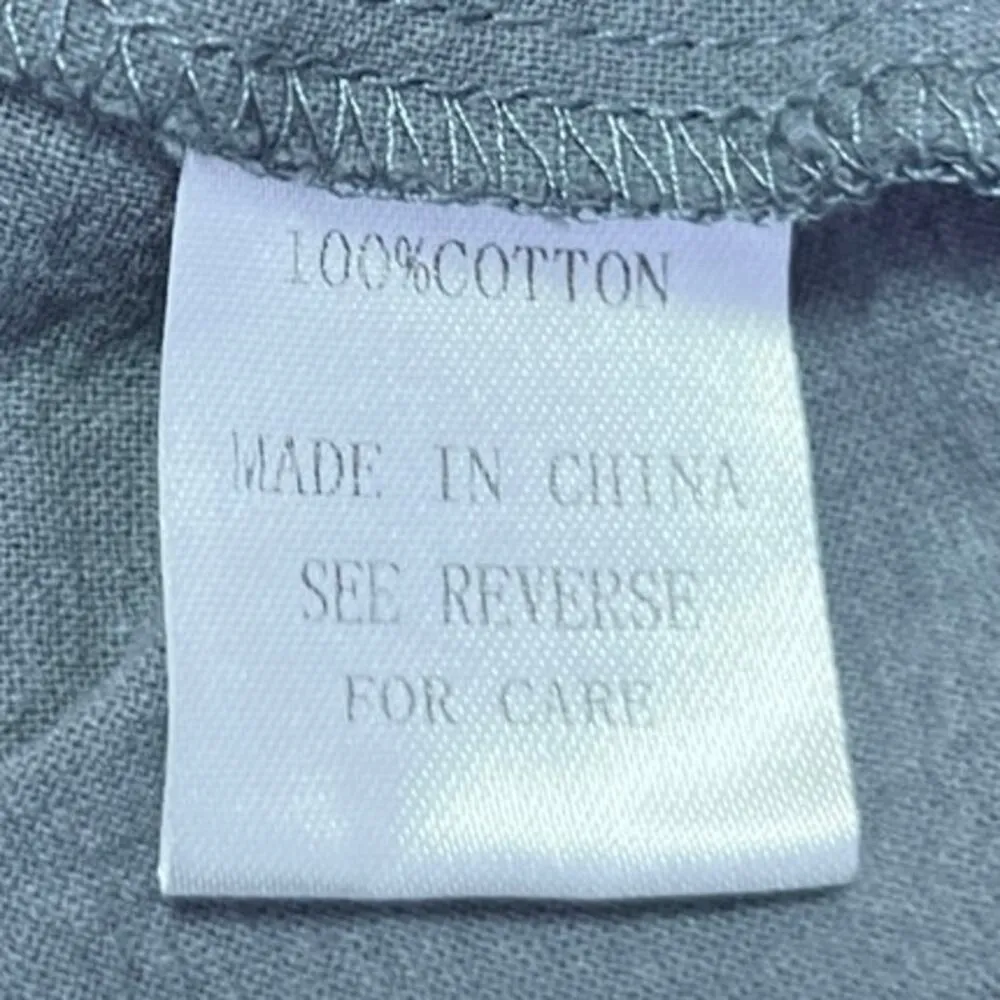 100%COTTON
MADE IN CHINA
SEE REVERSE
FOR CARE